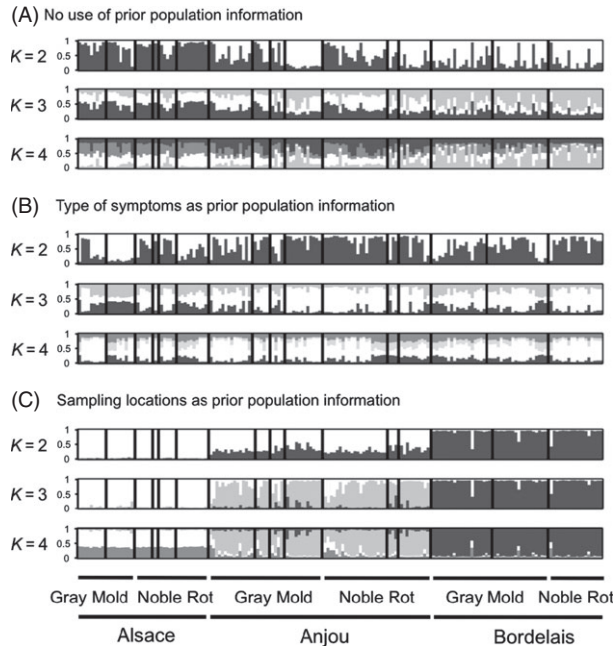 (A) No use of prior population information
K = 2
1
0.5
0
K = 3
1
0.5
0
K = 4
1
0.5
0
(B) Type of symptoms as prior population information
K = 2
1
0.5
0
K = 3
1
0.5
0
K = 4
1
0.5
0
(C) Sampling locations as prior population information
K = 2
1
0.5
0
K = 3
1
0.5
0
K = 4
1
0.5
0
Gray Mold Noble Rot Gray Mold Noble Rot Gray Mold Noble Rot
Alsace Anjou Bordelais